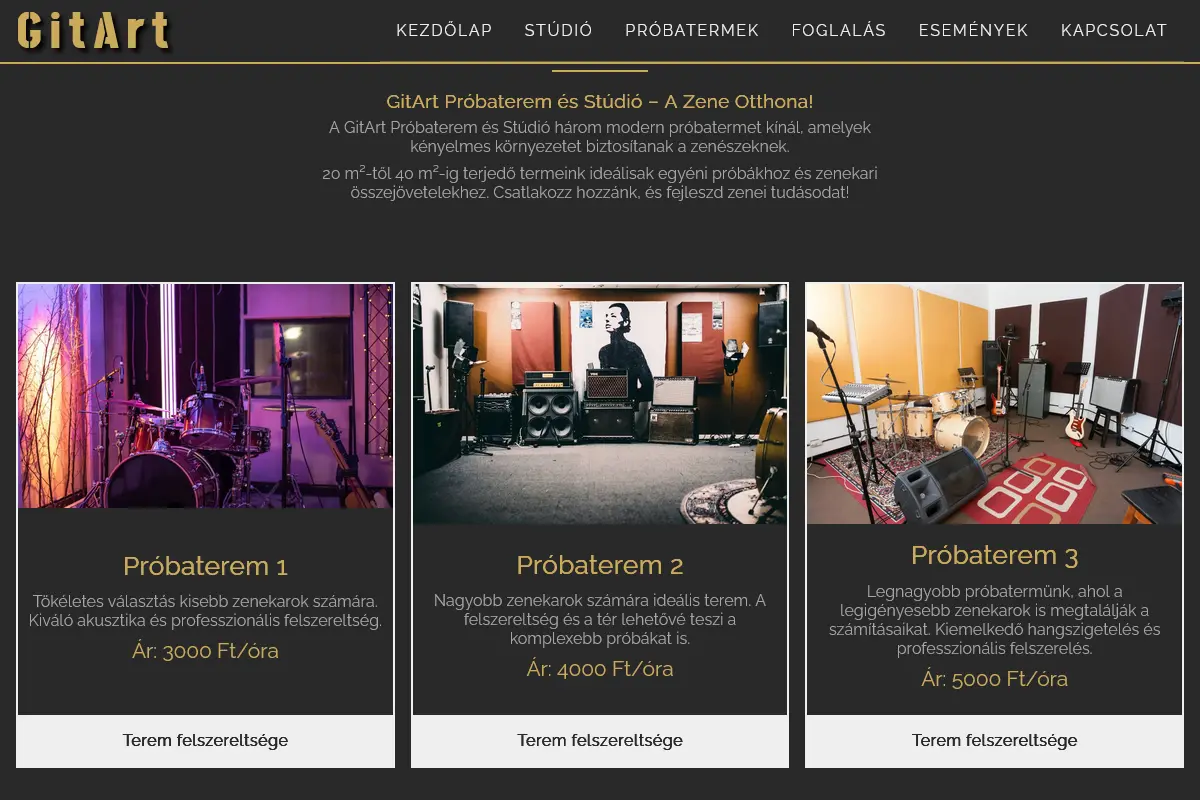 GitArt
KEZDŐLAP STÚDIÓ PRÓBATERMEK FOGLALÁS ESEMÉNYEK KAPCSOLAT
GitArt Próbaterem és Stúdió – A Zene Otthona!
A GitArt Próbaterem és Stúdió három modern próbatermet kínál, amelyek
kényelmes környezetet biztosítanak a zenészeknek.
20 m²-től 40 m²-ig terjedő termeink ideálisak egyéni próbákhoz és zenekari
összejövetelekhez. Csatlakozz hozzánk, és fejleszd zenei tudásodat!
Próbaterem 1
Tökéletes választás kisebb zenekarok számára.
Kiváló akusztika és professzionális felszereltség.
Ár: 3000 Ft/óra
Terem felszereltsége
Próbaterem 2
Nagyobb zenekarok számára ideális terem. A
felszereltség és a tér lehetővé teszi a
komplexebb próbákat is.
Ár: 4000 Ft/óra
Terem felszereltsége
Próbaterem 3
Legnagyobb próbatermünk, ahol a
legigényesebb zenekarok is megtalálják a
számításaikat. Kiemelkedő hangszigetelés és
professzionális felszerelés.
Ár: 5000 Ft/óra
Terem felszereltsége